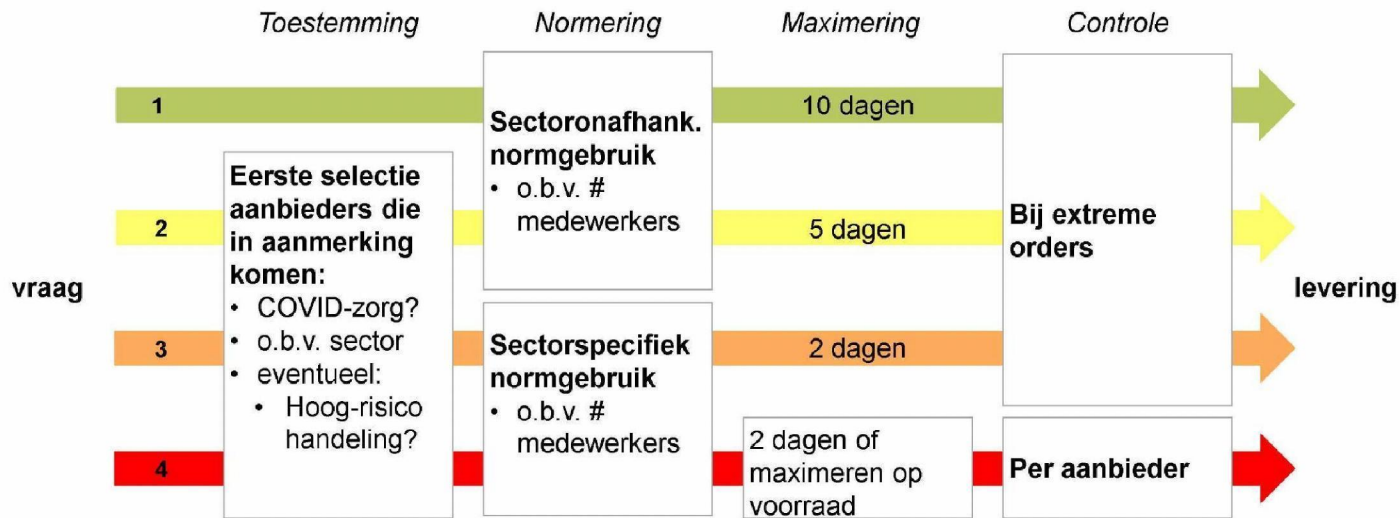 Toestemming
Normering
Maximering
Controle
vraag
1
2
3
4
Eerste selectie
aanbieders die
in aanmerking
komen:
• COVID-zorg?
• o.b.v. sector
• eventueel:
• Hoog-risico
handeling?
Sectoronafhank.
normgebruik
• o.b.v. #
medewerkers
Sectorspecifiek
normgebruik
• o.b.v. #
medewerkers
10 dagen
5 dagen
2 dagen
2 dagen of
maximeren op
voorraad
Bij extreme
orders
Per aanbieder
levering